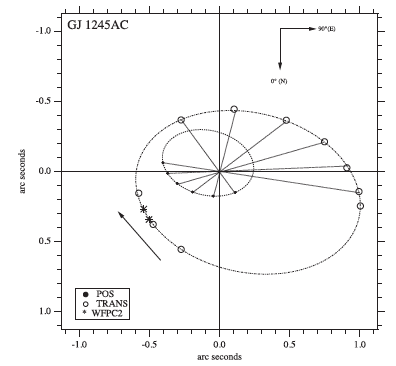 GJ 1245AC
-1.0
90°(E)
0° (N)
-0.5
0.0
arc seconds
0.5
POS
TRANS
WFPC2
1.0
-1.0
-0.5
0.0
0.5
1.0
arc seconds